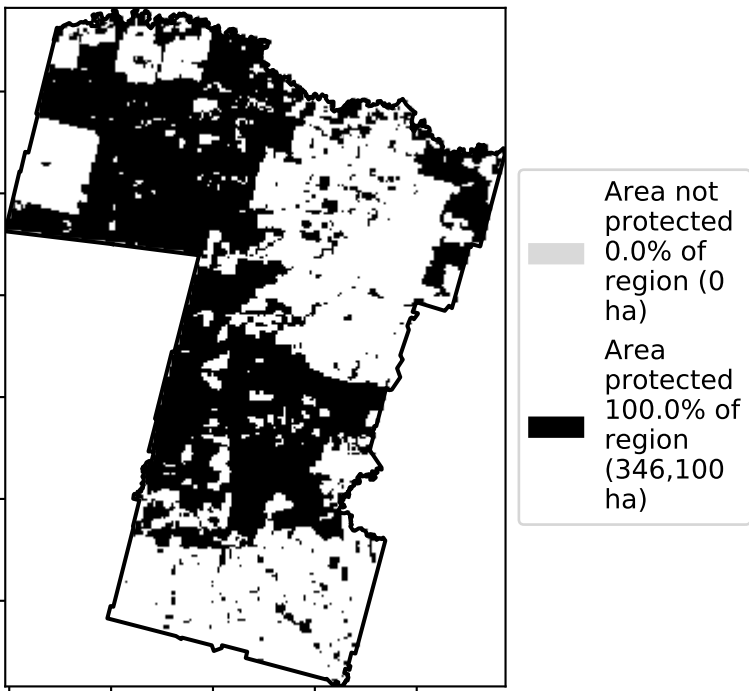 Area not
protected
0.0% of
region (0
ha)
Area
protected
100.0% of
region
(346,100
ha)